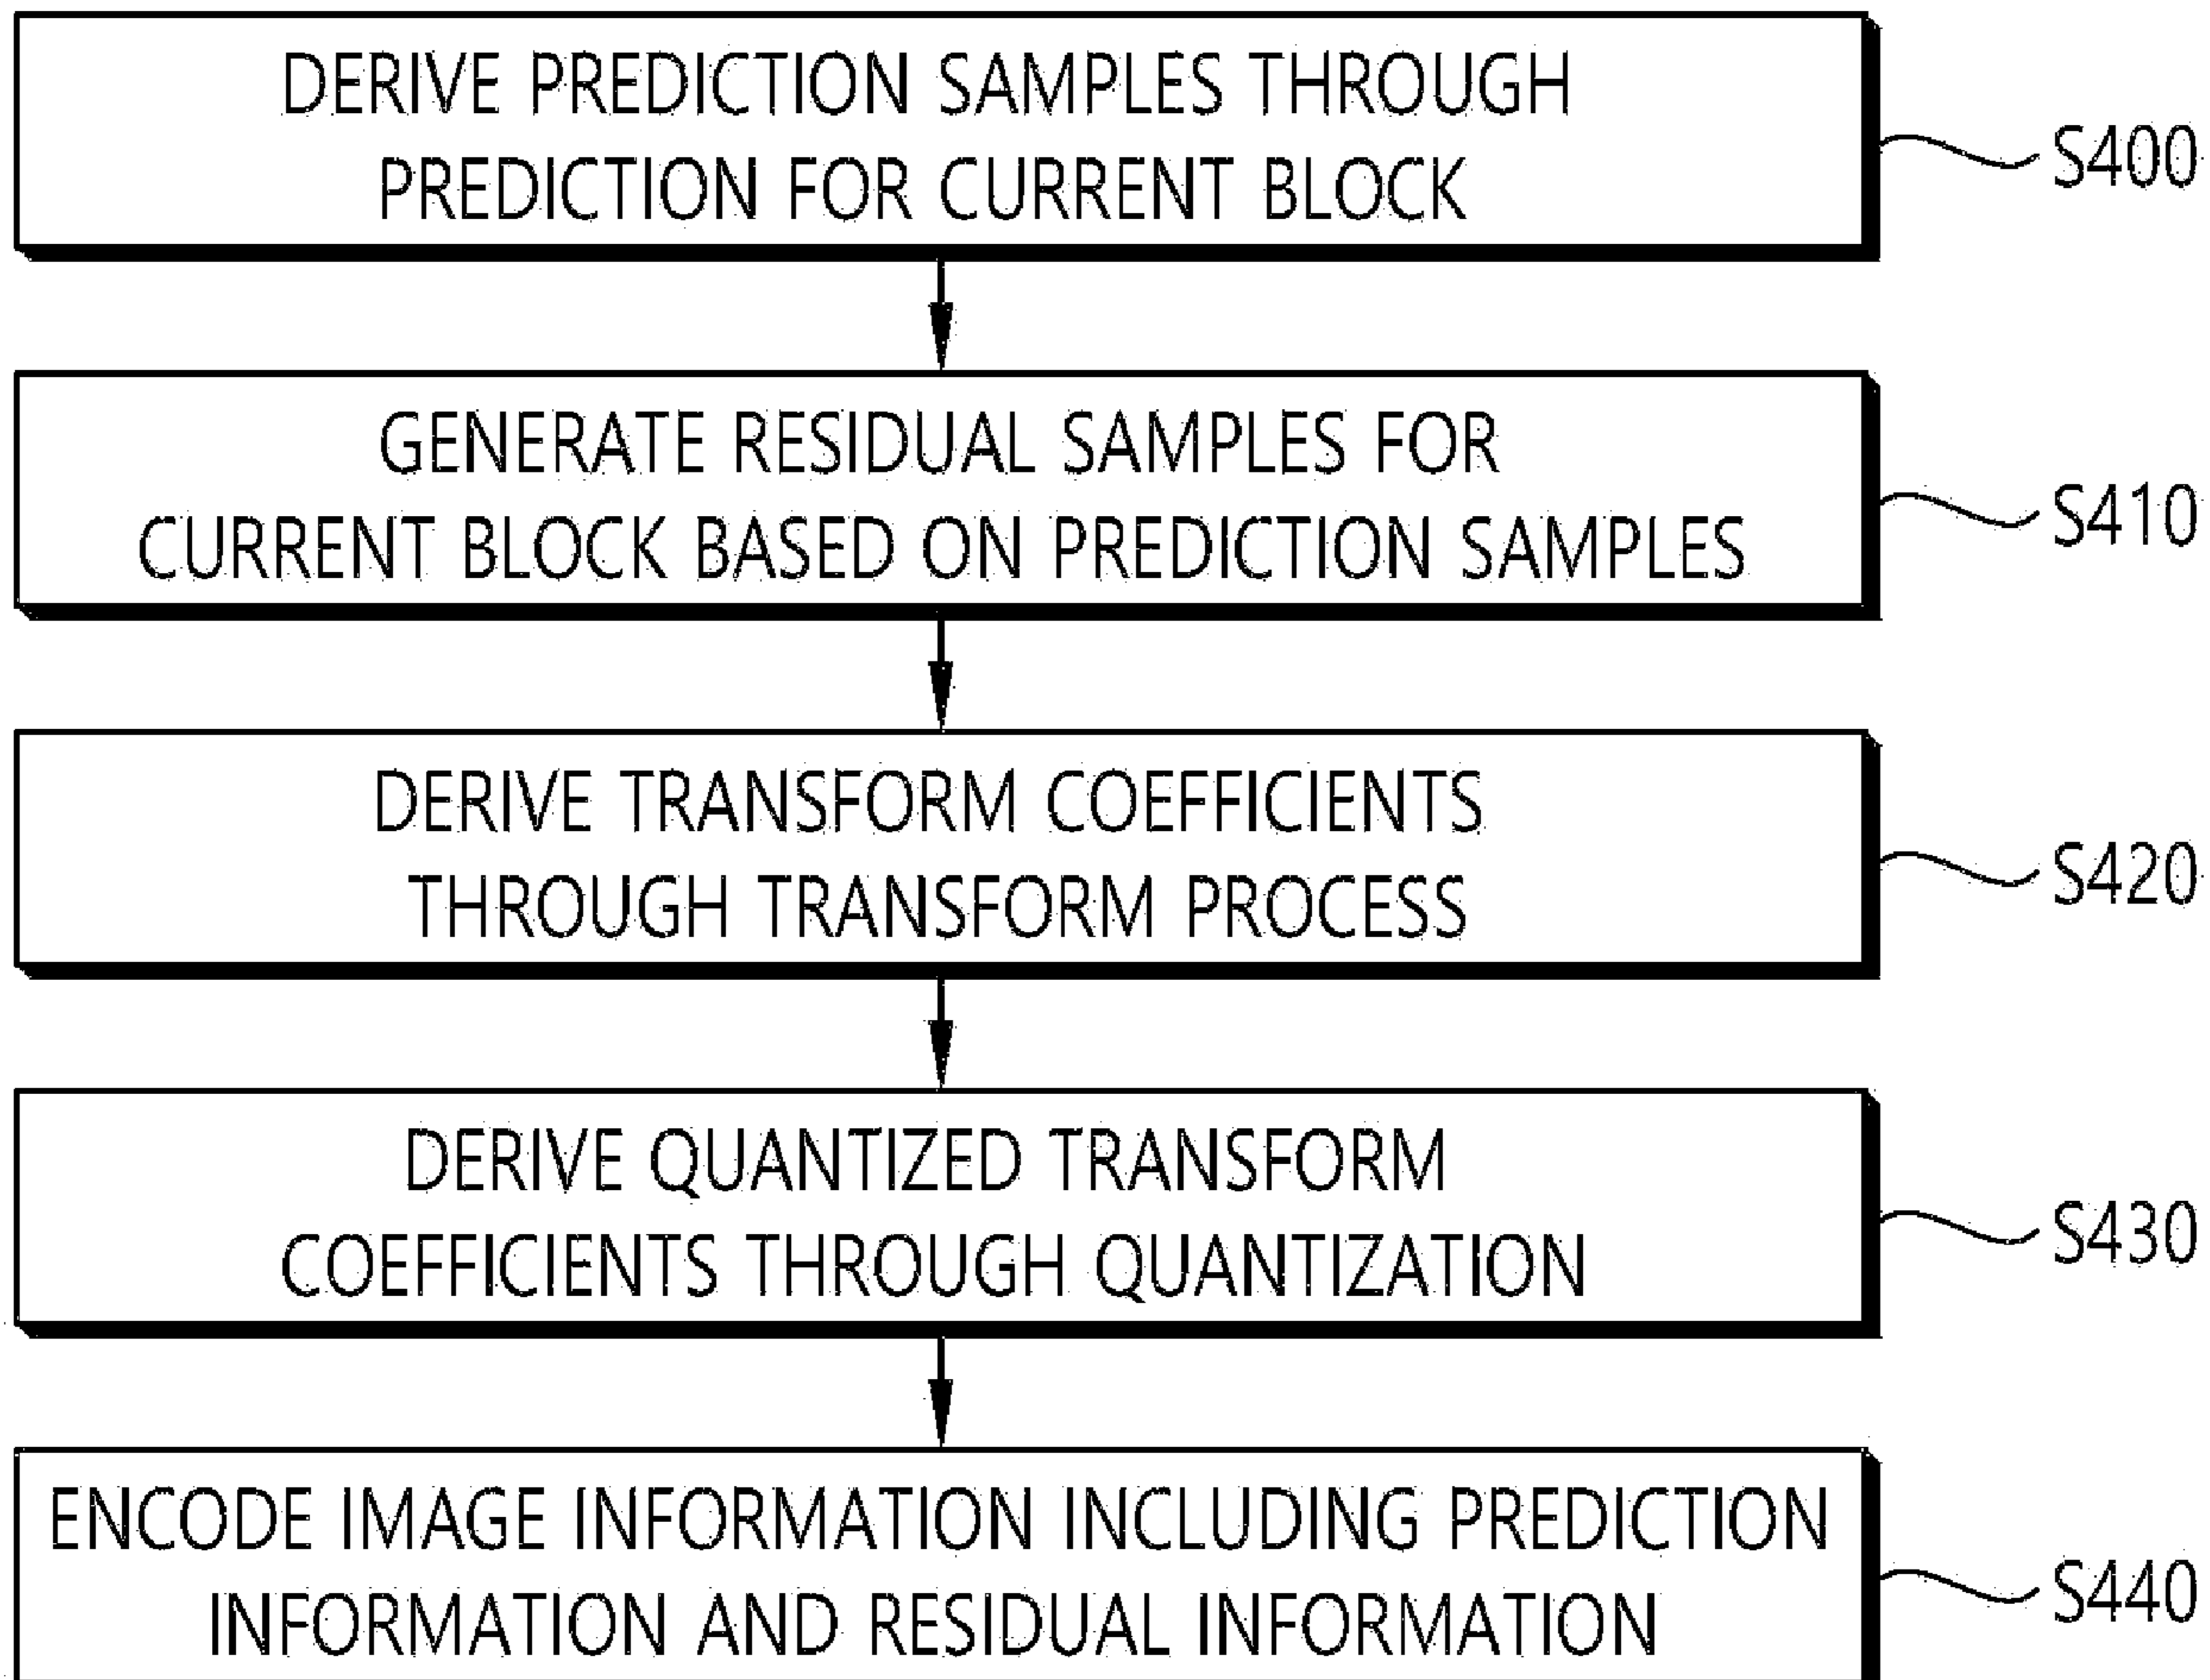 DERIVE PREDICTION SAMPLES THROUGH
PREDICTION FOR CURRENT BLOCK
S400
GENERATE RESIDUAL SAMPLES FOR
CURRENT BLOCK BASED ON PREDICTION SAMPLES
S410
DERIVE TRANSFORM COEFFICIENTS
THROUGH TRANSFORM PROCESS
S420
DERIVE QUANTIZED TRANSFORM
COEFFICIENTS THROUGH QUANTIZATION
S430
ENCODE IMAGE INFORMATION INCLUDING PREDICTION
INFORMATION AND RESIDUAL INFORMATION
S440